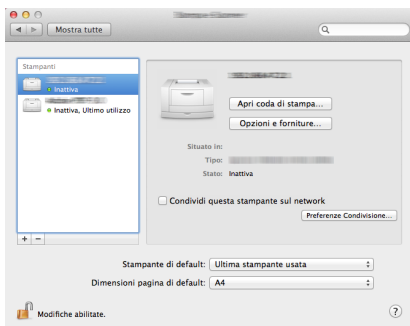 Mostra tutte
Stampanti
Inattiva
Inattiva, Ultimo utilizzo
Apri coda di stampa...
Opzioni e forniture...
Situato in:
Tipo:
Stato: Inattiva
Condividi questa stampante sul network
Preferenze Condivisione...
+ −
Stampante di default: Ultima stampante usata
Dimensioni pagina di default: A4
Modifiche abilitate.
?